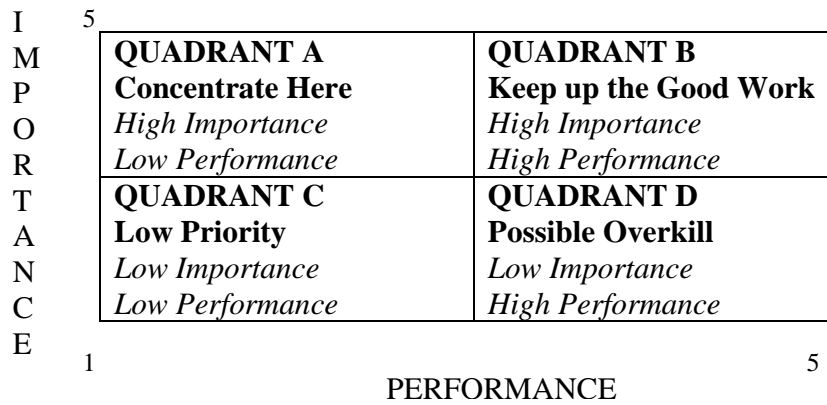 I
M
P
O
R
T
A
N
C
E
5
QUADRANT A
Concentrate Here
High Importance
Low Performance
QUADRANT B
Keep up the Good Work
High Importance
High Performance
QUADRANT C
Low Priority
Low Importance
Low Performance
QUADRANT D
Possible Overkill
Low Importance
High Performance
1
5
PERFORMANCE